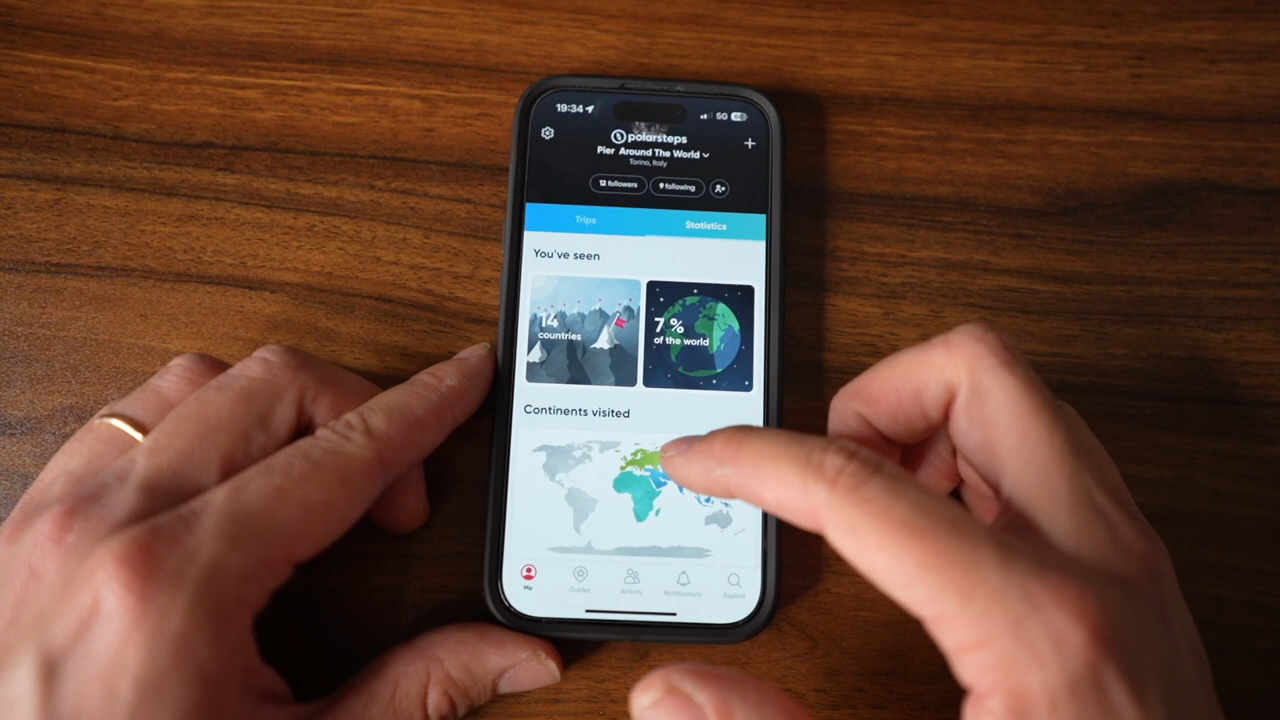 19:34
5G
polarsteps
Pier Around The World
Torino, Italy
12 followers
9 following
Trips
Statistics
You've seen
14
countries
7 %
of the world
Continents visited
Me
Guides
Activity
Notifications
Explore